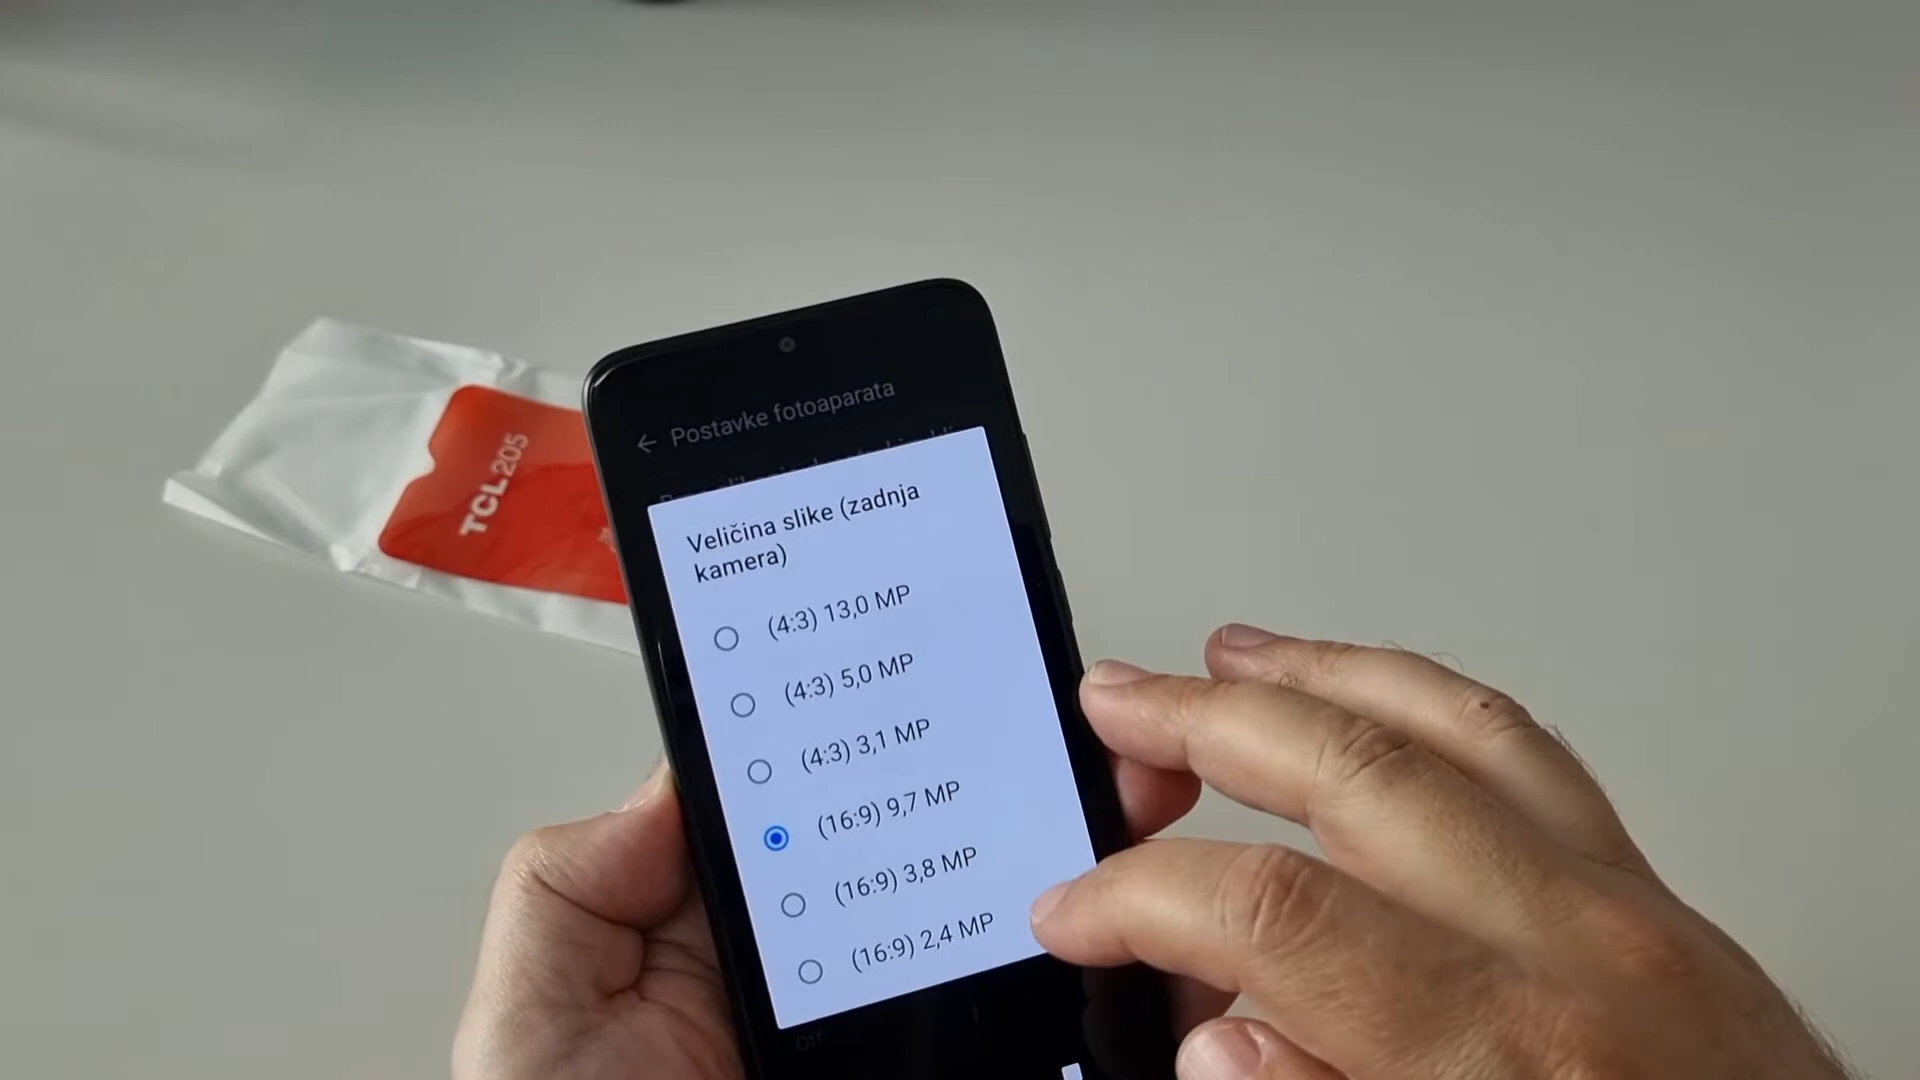 TCL 205
Postavke fotoaparata
Veličina slike (zadnja
kamera)
(4:3) 13,0 MP
(4:3) 5,0 MP
(4:3) 3,1 MP
(16:9) 9,7 MP
(16:9) 3,8 MP
(16:9) 2,4 MP
Off